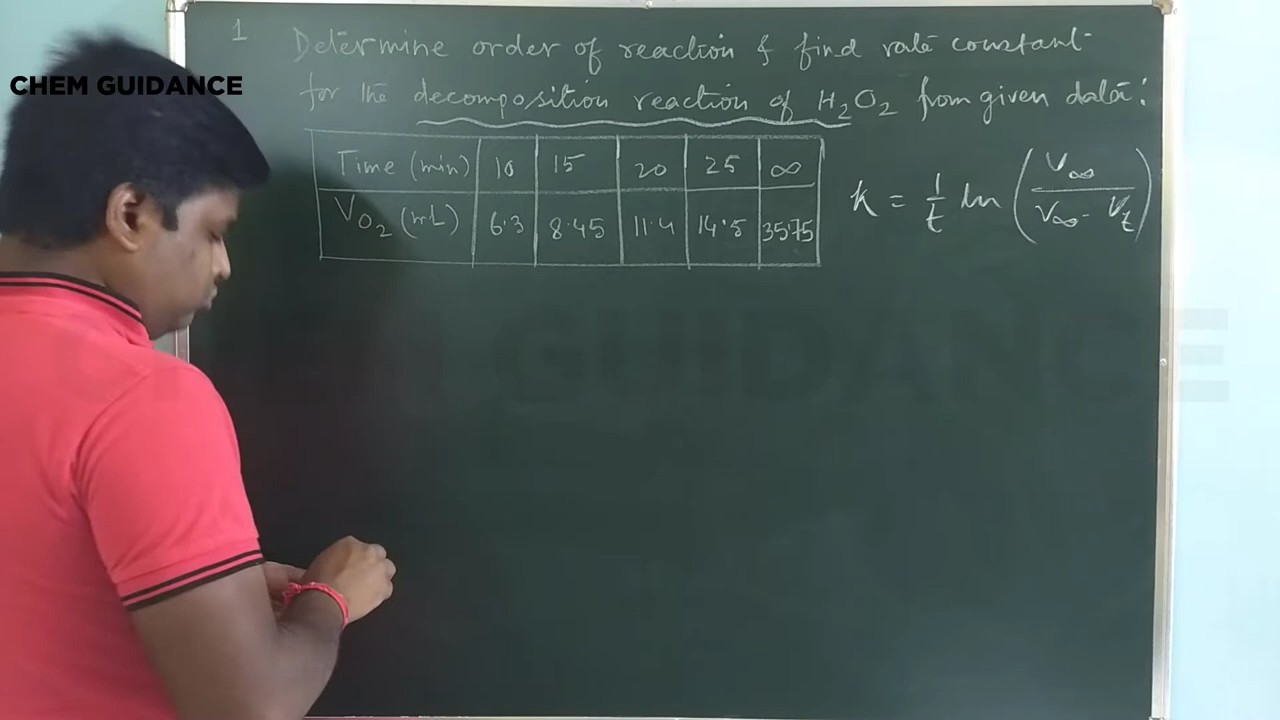 1 Determine order of reaction & find rate constant
CHEM GUIDANCE
for the decomposition reaction of H2O2 from given data:
Time (min) 10 15 20 25 ∞
VO2 (mL) 6.3 8.45 11.4 14.5 35.75
k = 1/t ln (V∞ / V∞ - Vt)
GUIDANCE